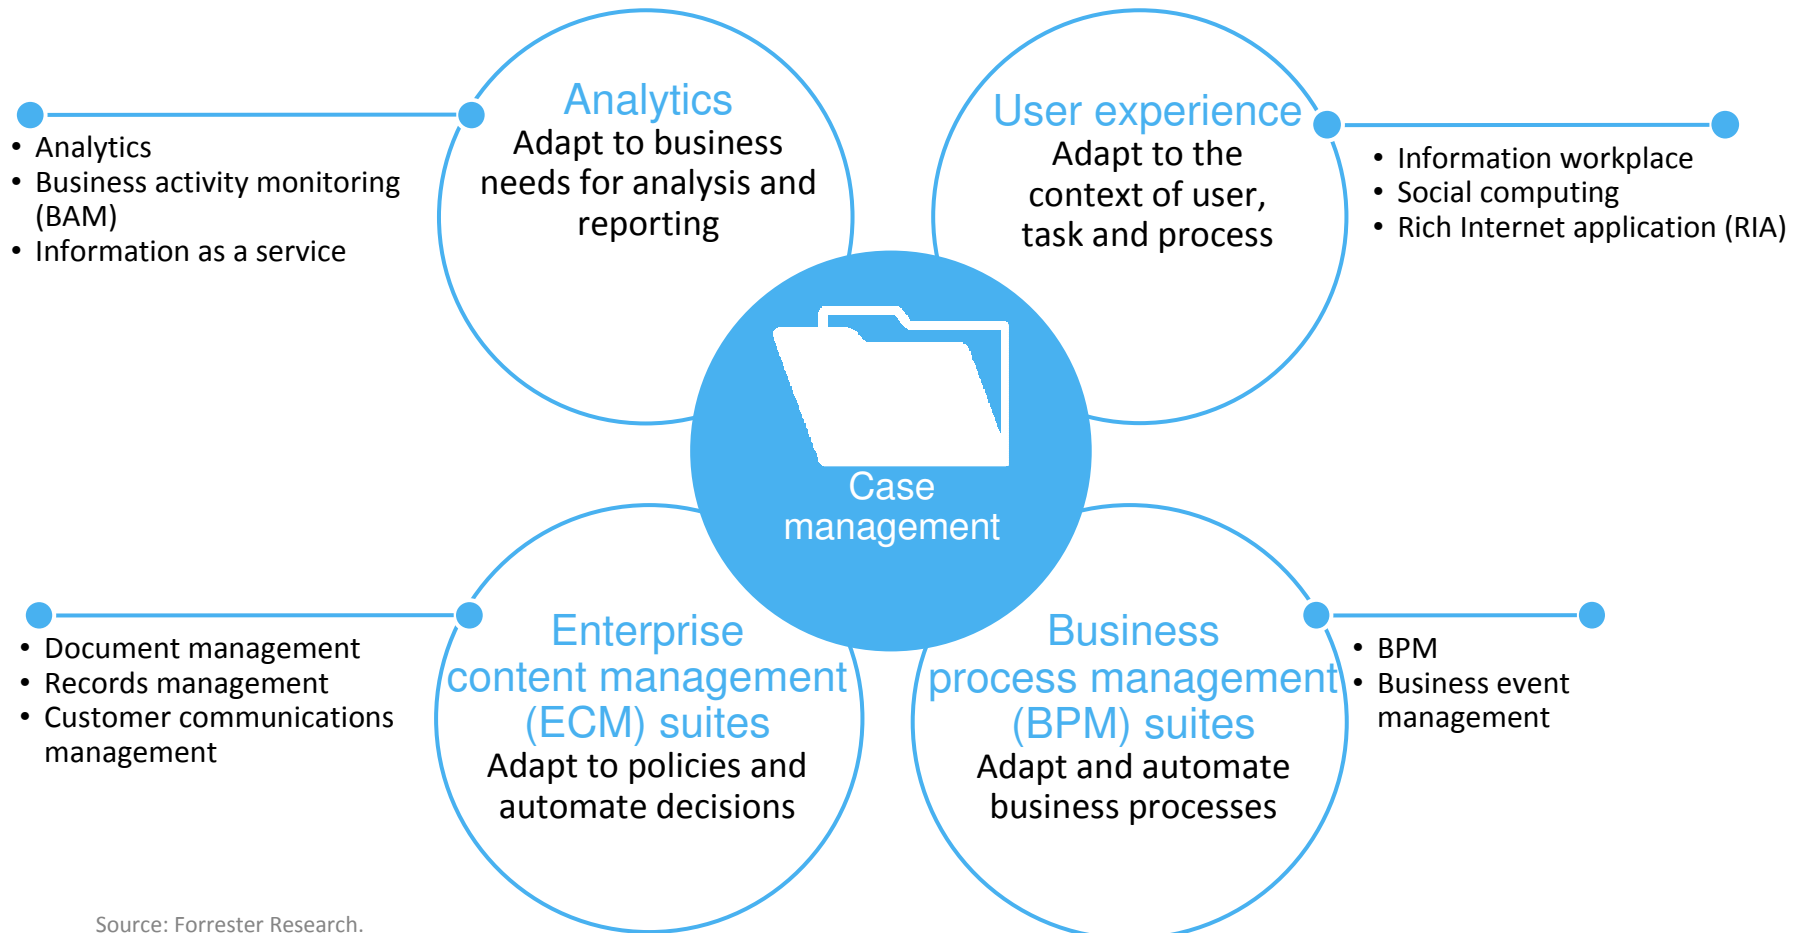 Analytics
Adapt to business
needs for analysis and
reporting
• Analytics
• Business activity monitoring
(BAM)
• Information as a service
User experience
Adapt to the
context of user,
task and process
• Information workplace
• Social computing
• Rich Internet application (RIA)
Case
management
Enterprise
content management
(ECM) suites
Adapt to policies and
automate decisions
• Document management
• Records management
• Customer communications
management
Business
process management
(BPM) suites
Adapt and automate
business processes
• BPM
• Business event
management
Source: Forrester Research.